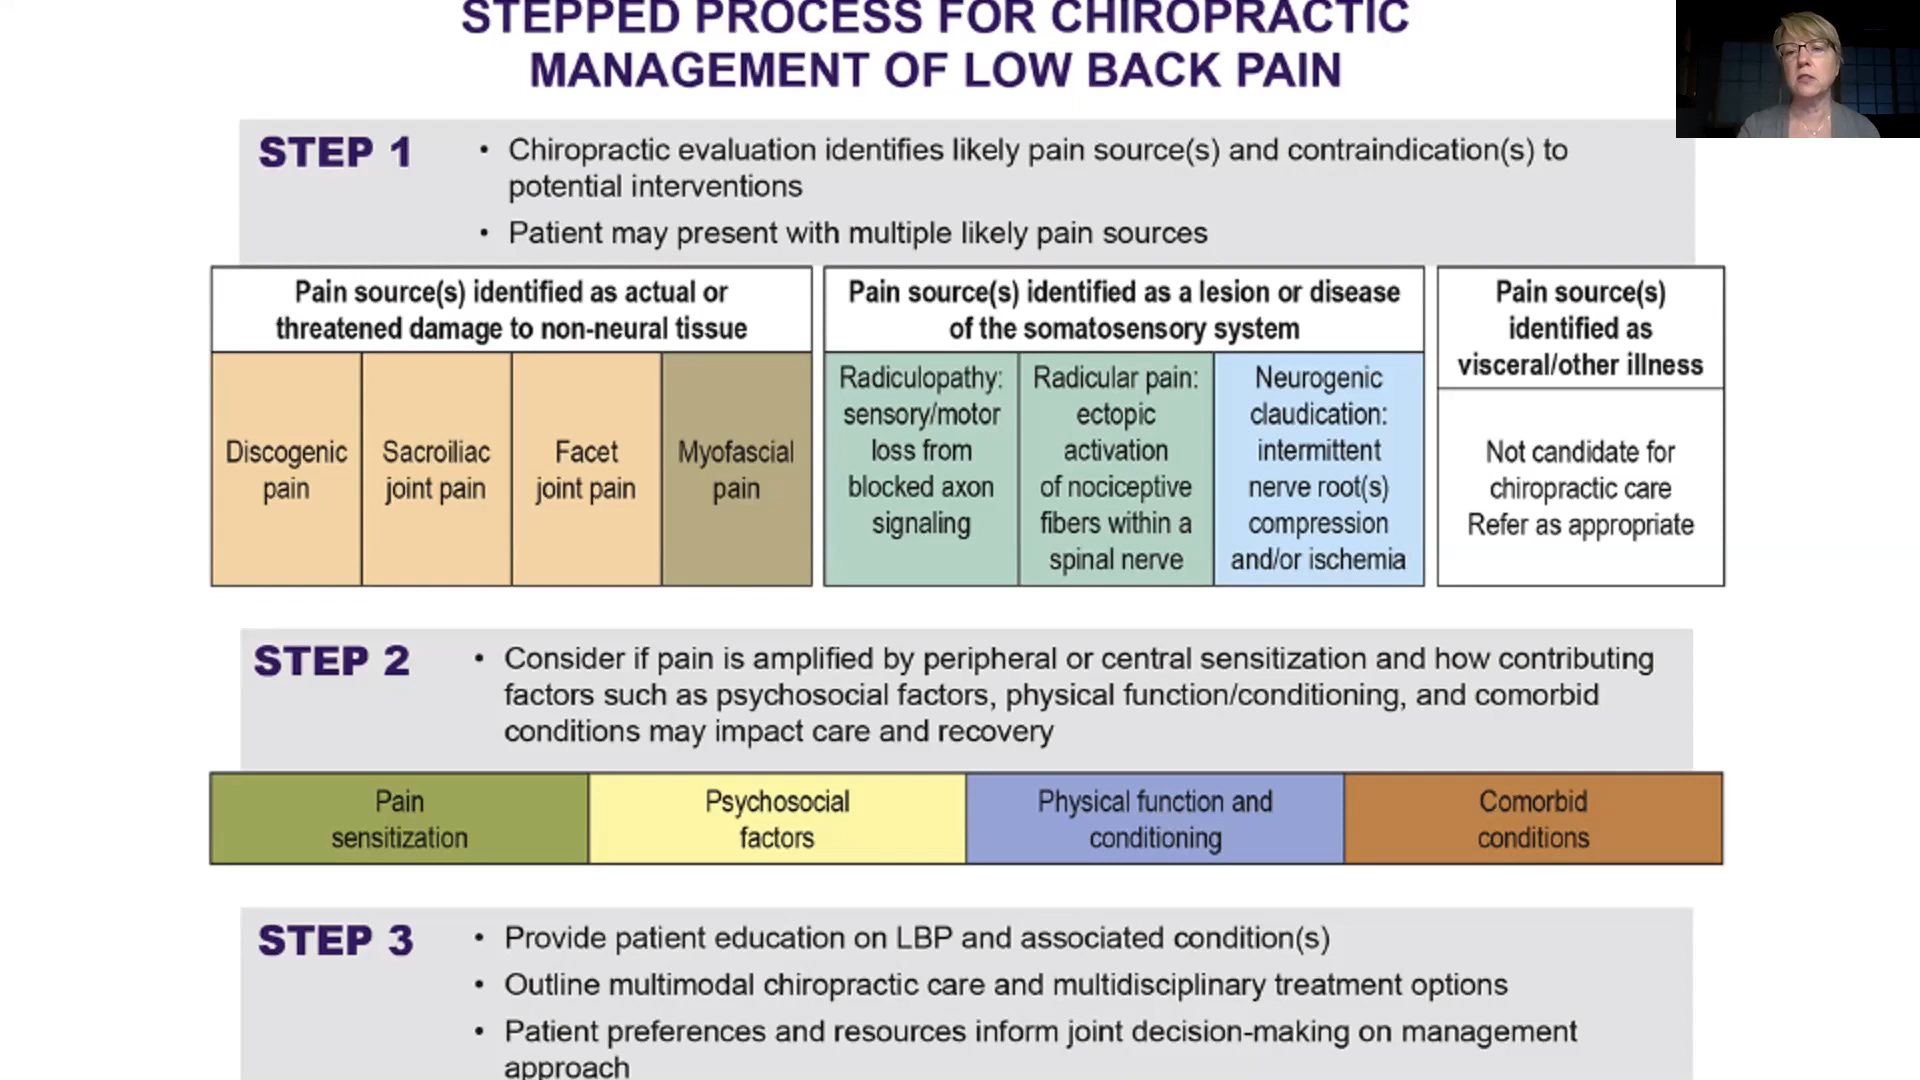 STEPPED PROCESS FOR CHIROPRACTIC
MANAGEMENT OF LOW BACK PAIN
STEP 1
• Chiropractic evaluation identifies likely pain source(s) and contraindication(s) to
potential interventions
• Patient may present with multiple likely pain sources
Pain source(s) identified as actual or
threatened damage to non-neural tissue
Discogenic
pain
Sacroiliac
joint pain
Facet
joint pain
Myofascial
pain
Pain source(s) identified as a lesion or disease
of the somatosensory system
Radiculopathy:
sensory/motor
loss from
blocked axon
signaling
Radicular pain:
ectopic
activation
of nociceptive
fibers within a
spinal nerve
Neurogenic
claudication:
intermittent
nerve root(s)
compression
and/or ischemia
Pain source(s)
identified as
visceral/other illness
Not candidate for
chiropractic care
Refer as appropriate
STEP 2
• Consider if pain is amplified by peripheral or central sensitization and how contributing
factors such as psychosocial factors, physical function/conditioning, and comorbid
conditions may impact care and recovery
Pain
sensitization
Psychosocial
factors
Physical function and
conditioning
Comorbid
conditions
STEP 3
• Provide patient education on LBP and associated condition(s)
• Outline multimodal chiropractic care and multidisciplinary treatment options
• Patient preferences and resources inform joint decision-making on management
approach